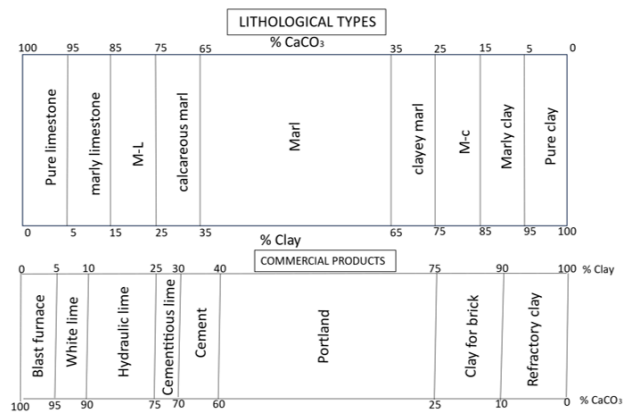 LITHOLOGICAL TYPES
% CaCO₃
100 95 85 75 65 35 25 15 5 0
Pure limestone
marly limestone
M-L
calcareous marl
Marl
clayey marl
M-c
Marly clay
Pure clay
0 5 15 25 35 65 75 85 95 100
% Clay
COMMERCIAL PRODUCTS
0 5 10 25 30 40 75 90 100 % Clay
Blast furnace
White lime
Hydraulic lime
Cementitious lime
Cement
Portland
Clay for brick
Refractory clay
100 95 90 75 70 60 25 10 0 % CaCO₃